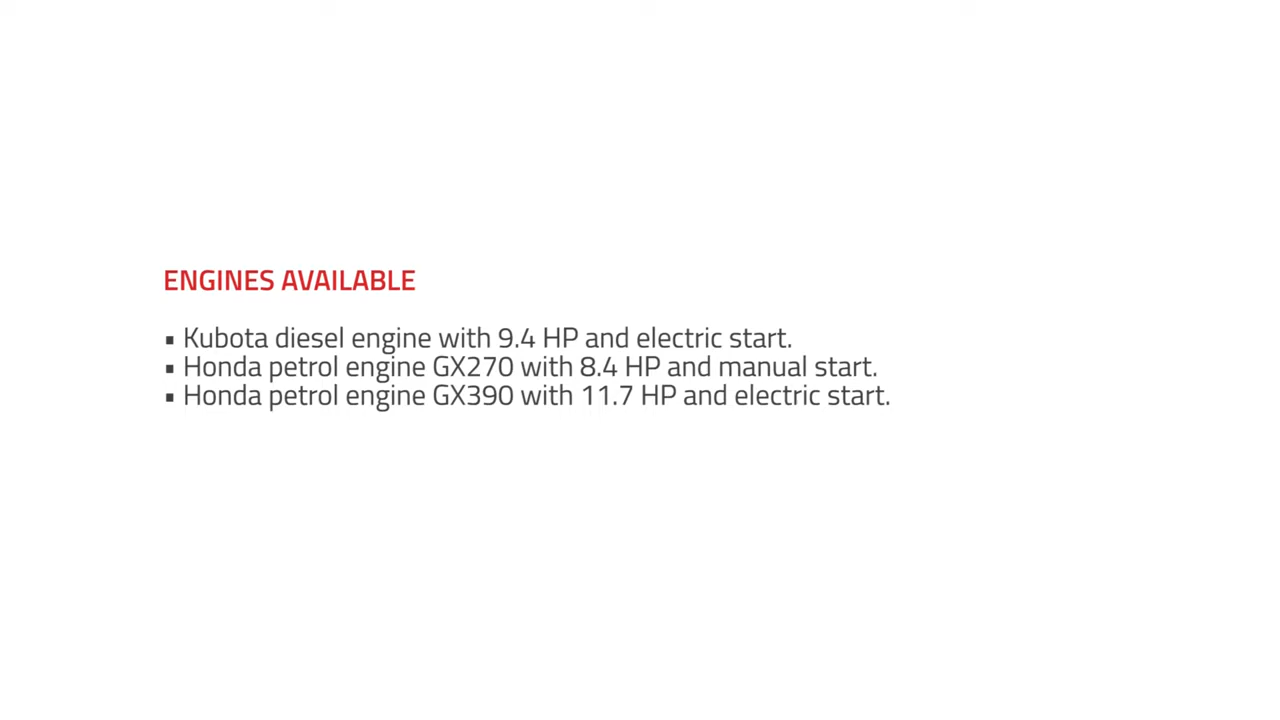 ENGINES AVAILABLE
▪ Kubota diesel engine with 9.4 HP and electric start.
▪ Honda petrol engine GX270 with 8.4 HP and manual start.
▪ Honda petrol engine GX390 with 11.7 HP and electric start.